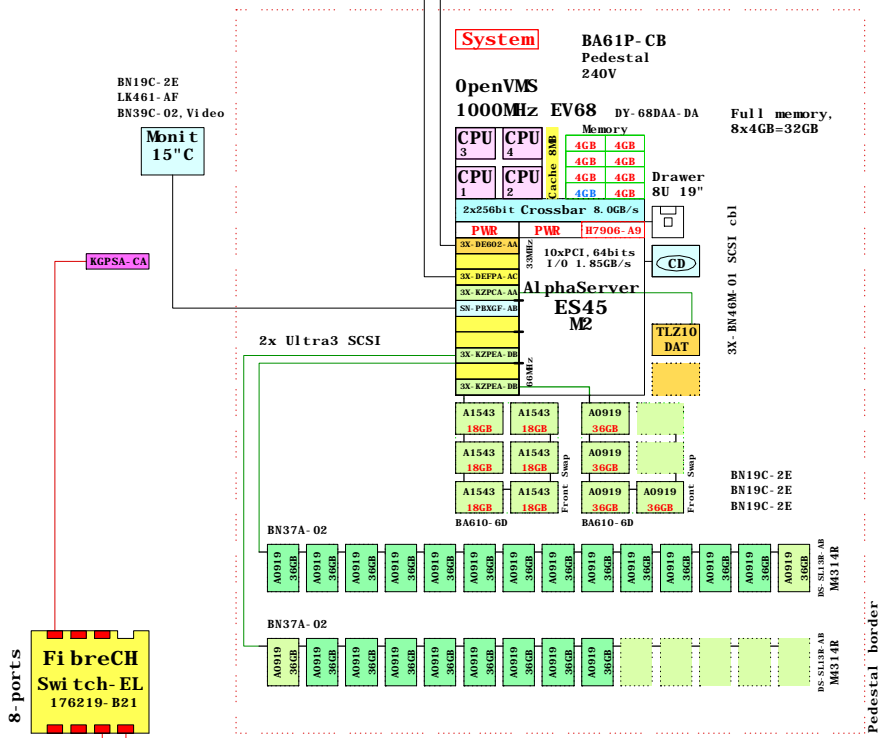 System
BA61P-CB
Pedestal
240V
OpenVMS
1000MHz EV68 DY-68DAA-DA
Full memory,
8x4GB=32GB
BN19C-2E
LK461-AF
BN39C-02, Video
Monit
15"C
CPU
3
CPU
4
CPU
1
CPU
2
Cache 8MB
Memory
4GB 4GB
4GB 4GB
4GB 4GB
4GB 4GB
Drawer
8U 19"
2x256bit Crossbar 8.0GB/s
PWR PWR H7906-A9
3X-DE602-AA
3X-DEFPA-AC
3X-KZPCA-AA
SN-PBXGF-AB
3X-KZPEA-DB
3X-KZPEA-DB
33MHz
66MHz
10xPCI, 64bits
I/O 1.85GB/s
AlphaServer
ES45
M2
CD
TLZ10
DAT
3X-BN46M-01 SCSI cbl
KGPSA-CA
2x Ultra3 SCSI
A1543
18GB
A1543
18GB
A0919
36GB
A1543
18GB
A1543
18GB
A0919
36GB
A1543
18GB
A1543
18GB
A0919
36GB
A0919
36GB
Front Swap
Front Swap
BA610-6D
BA610-6D
BN19C-2E
BN19C-2E
BN19C-2E
BN37A-02
A0919
36GB
A0919
36GB
A0919
36GB
A0919
36GB
A0919
36GB
A0919
36GB
A0919
36GB
A0919
36GB
A0919
36GB
A0919
36GB
A0919
36GB
A0919
36GB
A0919
36GB
A0919
36GB
DS-SL13R-AB
M4314R
BN37A-02
A0919
36GB
A0919
36GB
A0919
36GB
A0919
36GB
A0919
36GB
A0919
36GB
A0919
36GB
A0919
36GB
A0919
36GB
DS-SL13R-AB
M4314R
8-ports
FibreCH
Switch-EL
176219-B21
Pedestal border